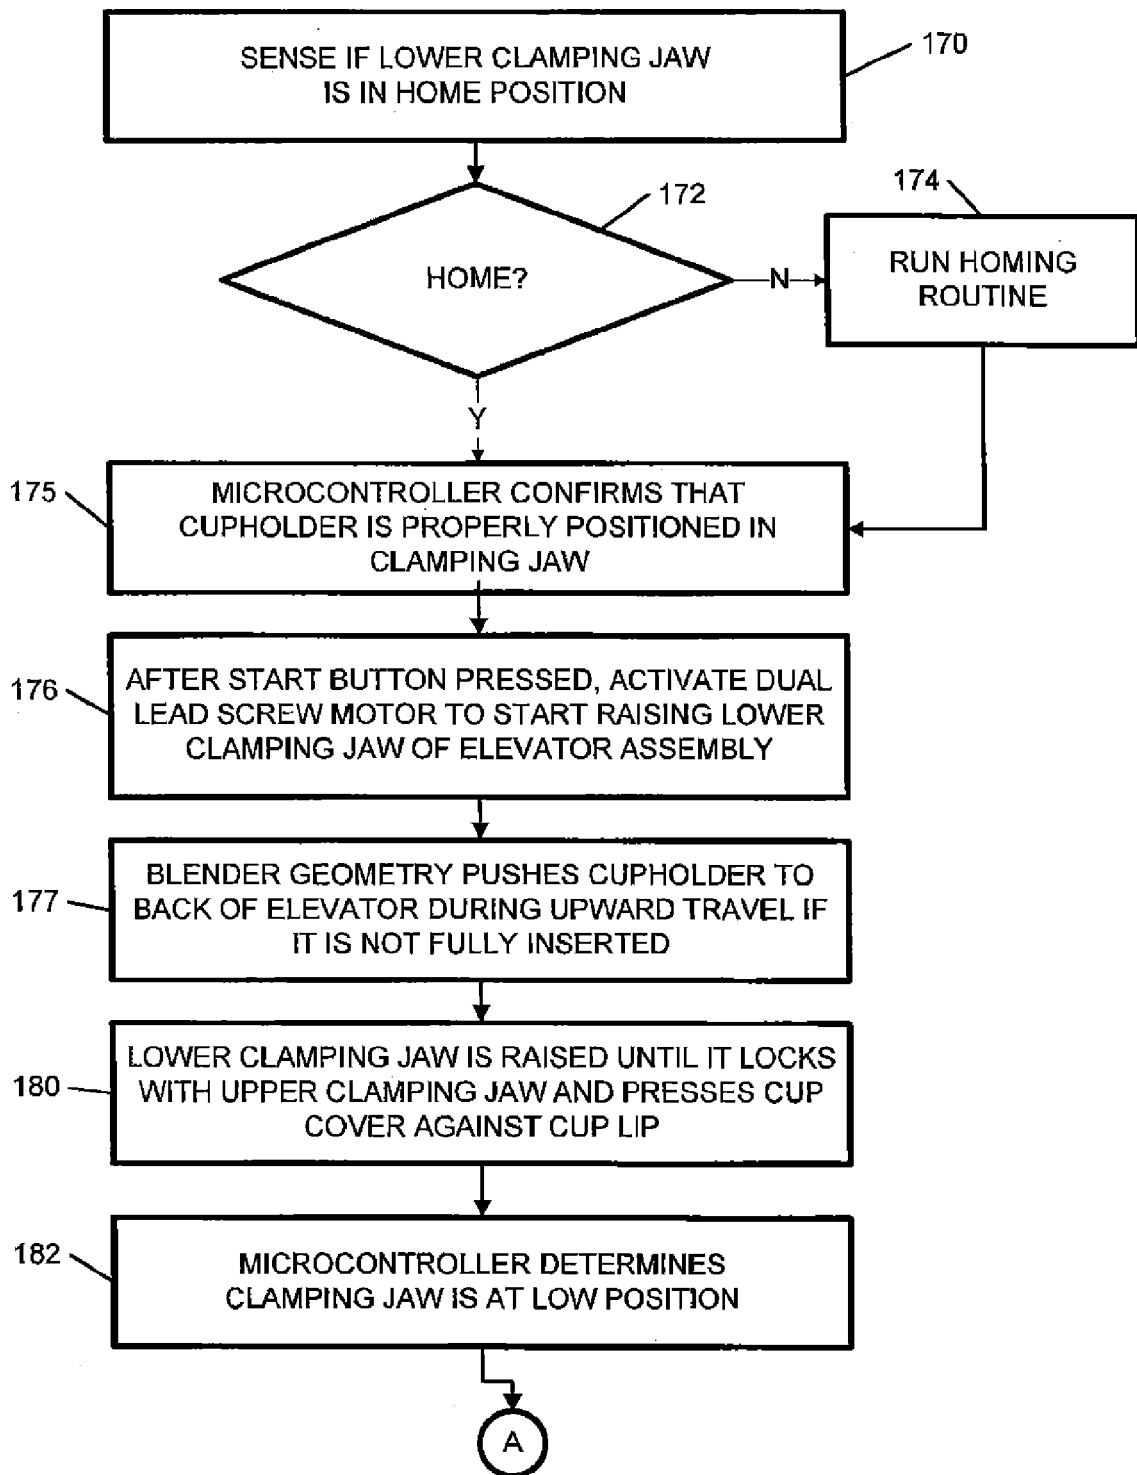 SENSE IF LOWER CLAMPING JAW
IS IN HOME POSITION
170
172
HOME?
N
174
RUN HOMING
ROUTINE
Y
175
MICROCONTROLLER CONFIRMS THAT
CUPHOLDER IS PROPERLY POSITIONED IN
CLAMPING JAW
176
AFTER START BUTTON PRESSED, ACTIVATE DUAL
LEAD SCREW MOTOR TO START RAISING LOWER
CLAMPING JAW OF ELEVATOR ASSEMBLY
177
BLENDER GEOMETRY PUSHES CUPHOLDER TO
BACK OF ELEVATOR DURING UPWARD TRAVEL IF
IT IS NOT FULLY INSERTED
180
LOWER CLAMPING JAW IS RAISED UNTIL IT LOCKS
WITH UPPER CLAMPING JAW AND PRESSES CUP
COVER AGAINST CUP LIP
182
MICROCONTROLLER DETERMINES
CLAMPING JAW IS AT LOW POSITION
A